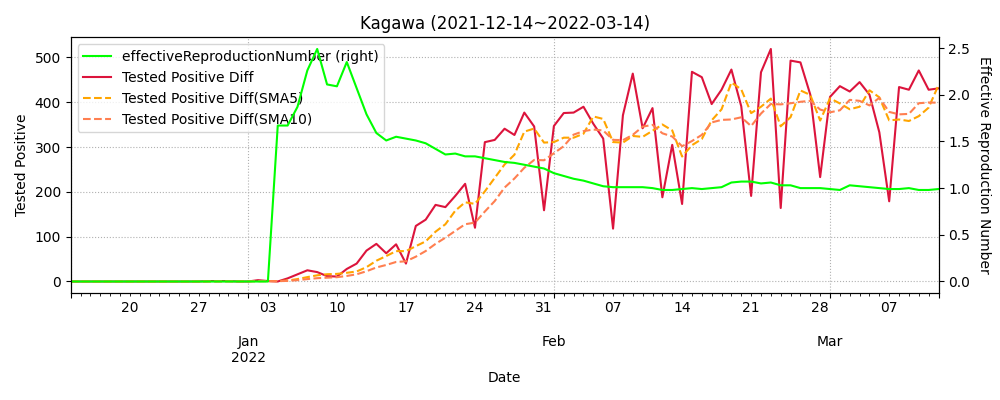 Kagawa (2021-12-14~2022-03-14)
effectiveReproductionNumber (right)
Tested Positive Diff
Tested Positive Diff(SMA5)
Tested Positive Diff(SMA10)
Tested Positive
500
400
300
200
100
0
2.5
2.0
1.5
1.0
0.5
0.0
Effective Reproduction Number
20 27 03 10 17 24 31 07 14 21 28 07
Jan Feb Mar
2022
Date